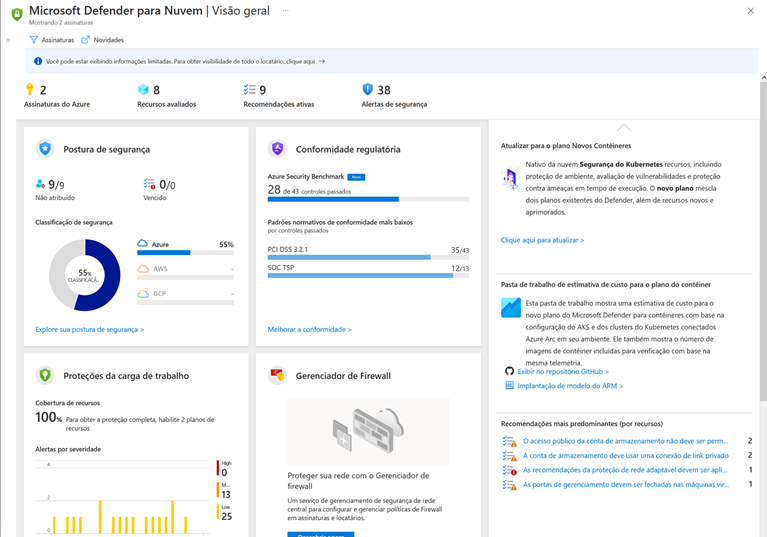 Microsoft Defender para Nuvem | Visão geral ...
Mostrando 2 assinaturas
Assinaturas Novidades
Você pode estar exibindo informações limitadas. Para obter visibilidade de todo o locatário, clique aqui →
2
Assinaturas do Azure
8
Recursos avaliados
9
Recomendações ativas
38
Alertas de segurança
Postura de segurança
9/9
Não atribuído
0/0
Vencido
Classificação de segurança
55%
CLASSIFICAÇÃ...
Azure 55%
AWS -
GCP -
Explore sua postura de segurança >
Conformidade regulatória
Azure Security Benchmark
28 de 43 controles passados
Padrões normativos de conformidade mais baixos
por controles passados
PCI DSS 3.2.1 35/43
SOC TSP 12/13
Melhorar a conformidade >
Proteções da carga de trabalho
Cobertura de recursos
100% Para obter a proteção completa, habilite 2 planos de
recursos
Alertas por severidade
4
2
0
High
0
M...
13
Low
25
Gerenciador de Firewall
Proteger sua rede com o Gerenciador de
firewall
Um serviço de gerenciamento de segurança de rede
central para configurar e gerenciar políticas de Firewall
em assinaturas e locatários.
Atualizar para o plano Novos Contêineres
Nativo da nuvem Segurança do Kubernetes recursos, incluindo
proteção de ambiente, avaliação de vulnerabilidades e proteção
contra ameaças em tempo de execução. O novo plano mescla
dois planos existentes do Defender, além de recursos novos e
aprimorados.
Clique aqui para atualizar >
Pasta de trabalho de estimativa de custo para o plano do contêiner
Esta pasta de trabalho mostra uma estimativa de custo para o
novo plano do Microsoft Defender para contêineres com base na
configuração do AKS e dos clusters do Kubernetes conectados
Azure Arc em seu ambiente. Ele também mostra o número de
imagens de contêiner incluídas para verificação com base na
mesma telemetria.
Exibir no repositório GitHub >
Implantação de modelo do ARM >
Recomendações mais predominantes (por recursos)
O acesso público da conta de armazenamento não deve ser perm... 2
A conta de armazenamento deve usar uma conexão de link privado 2
As recomendações da proteção de rede adaptável devem ser apli... 1
As portas de gerenciamento devem ser fechadas nas máquinas vir... 1